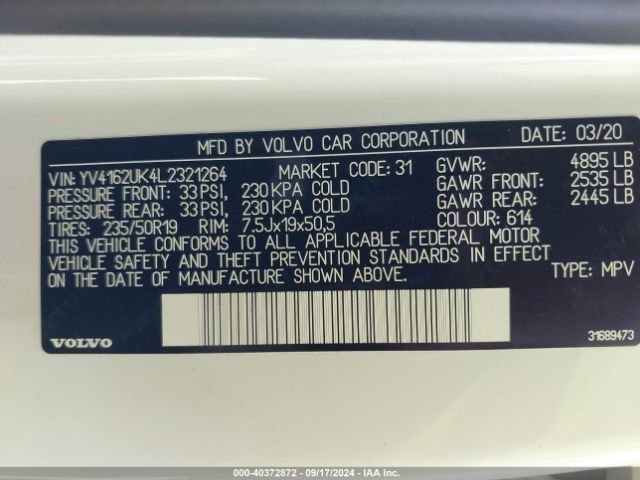 MFD BY VOLVO CAR CORPORATION DATE: 03/20
VIN: YV4162UK4L2321264 MARKET CODE: 31 GVWR: 4895 LB
PRESSURE FRONT: 33 PSI, 230 KPA COLD GAWR FRONT: 2535 LB
PRESSURE REAR: 33 PSI, 230 KPA COLD GAWR REAR: 2445 LB
TIRES: 235/50R19 RIM: 7.5Jx19x50,5 COLOUR: 614
THIS VEHICLE CONFORMS TO ALL APPLICABLE FEDERAL MOTOR
VEHICLE SAFETY AND THEFT PREVENTION STANDARDS IN EFFECT
ON THE DATE OF MANUFACTURE SHOWN ABOVE. TYPE: MPV
VOLVO 31689473
000-40372872 - 09/17/2024 - IAAI.COM